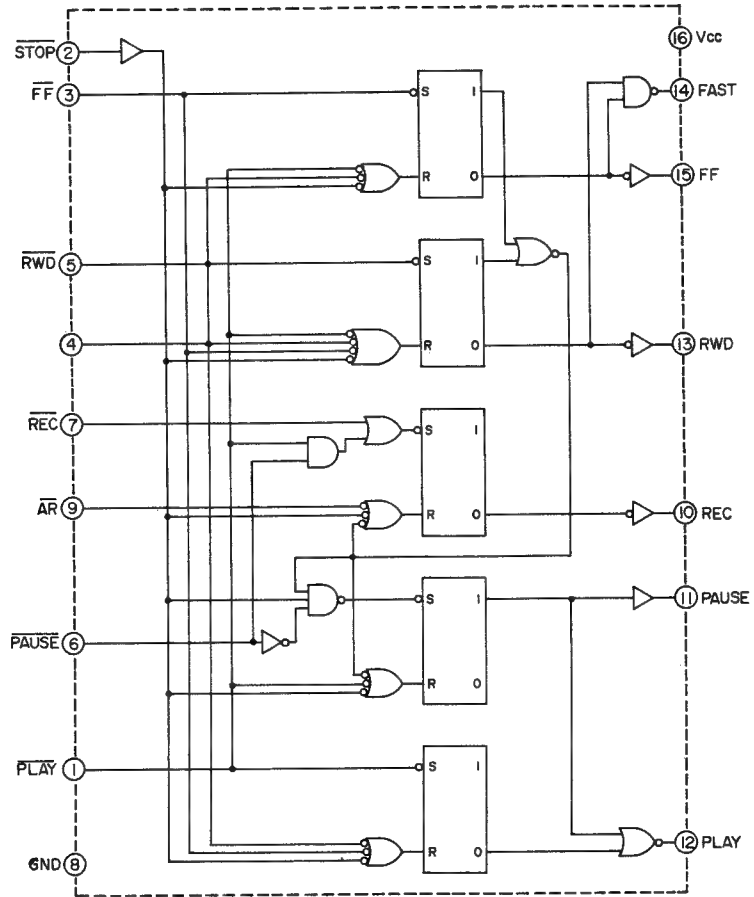 STOP 2
16 Vcc
FF 3
S 1
14 FAST
R 0
15 FF
RWD 5
S 1
4
R 0
13 RWD
REC 7
S 1
AR 9
R 0
10 REC
S 1
11 PAUSE
PAUSE 6
R 0
PLAY 1
S 1
12 PLAY
GND 8
R 0